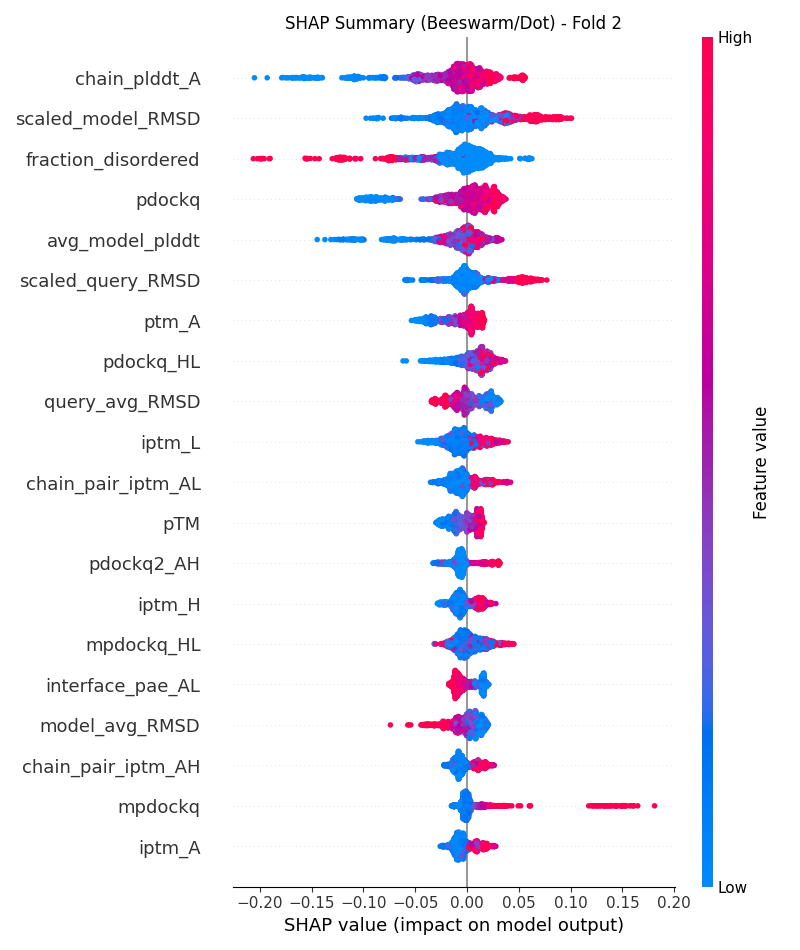 SHAP Summary (Beeswarm/Dot) - Fold 2
High
chain_plddt_A
scaled_model_RMSD
fraction_disordered
pdockq
avg_model_plddt
scaled_query_RMSD
ptm_A
pdockq_HL
query_avg_RMSD
iptm_L
chain_pair_iptm_AL
pTM
pdockq2_AH
iptm_H
mpdockq_HL
interface_pae_AL
model_avg_RMSD
chain_pair_iptm_AH
mpdockq
iptm_A
Feature value
Low
−0.20 −0.15 −0.10 −0.05 0.00 0.05 0.10 0.15 0.20
SHAP value (impact on model output)